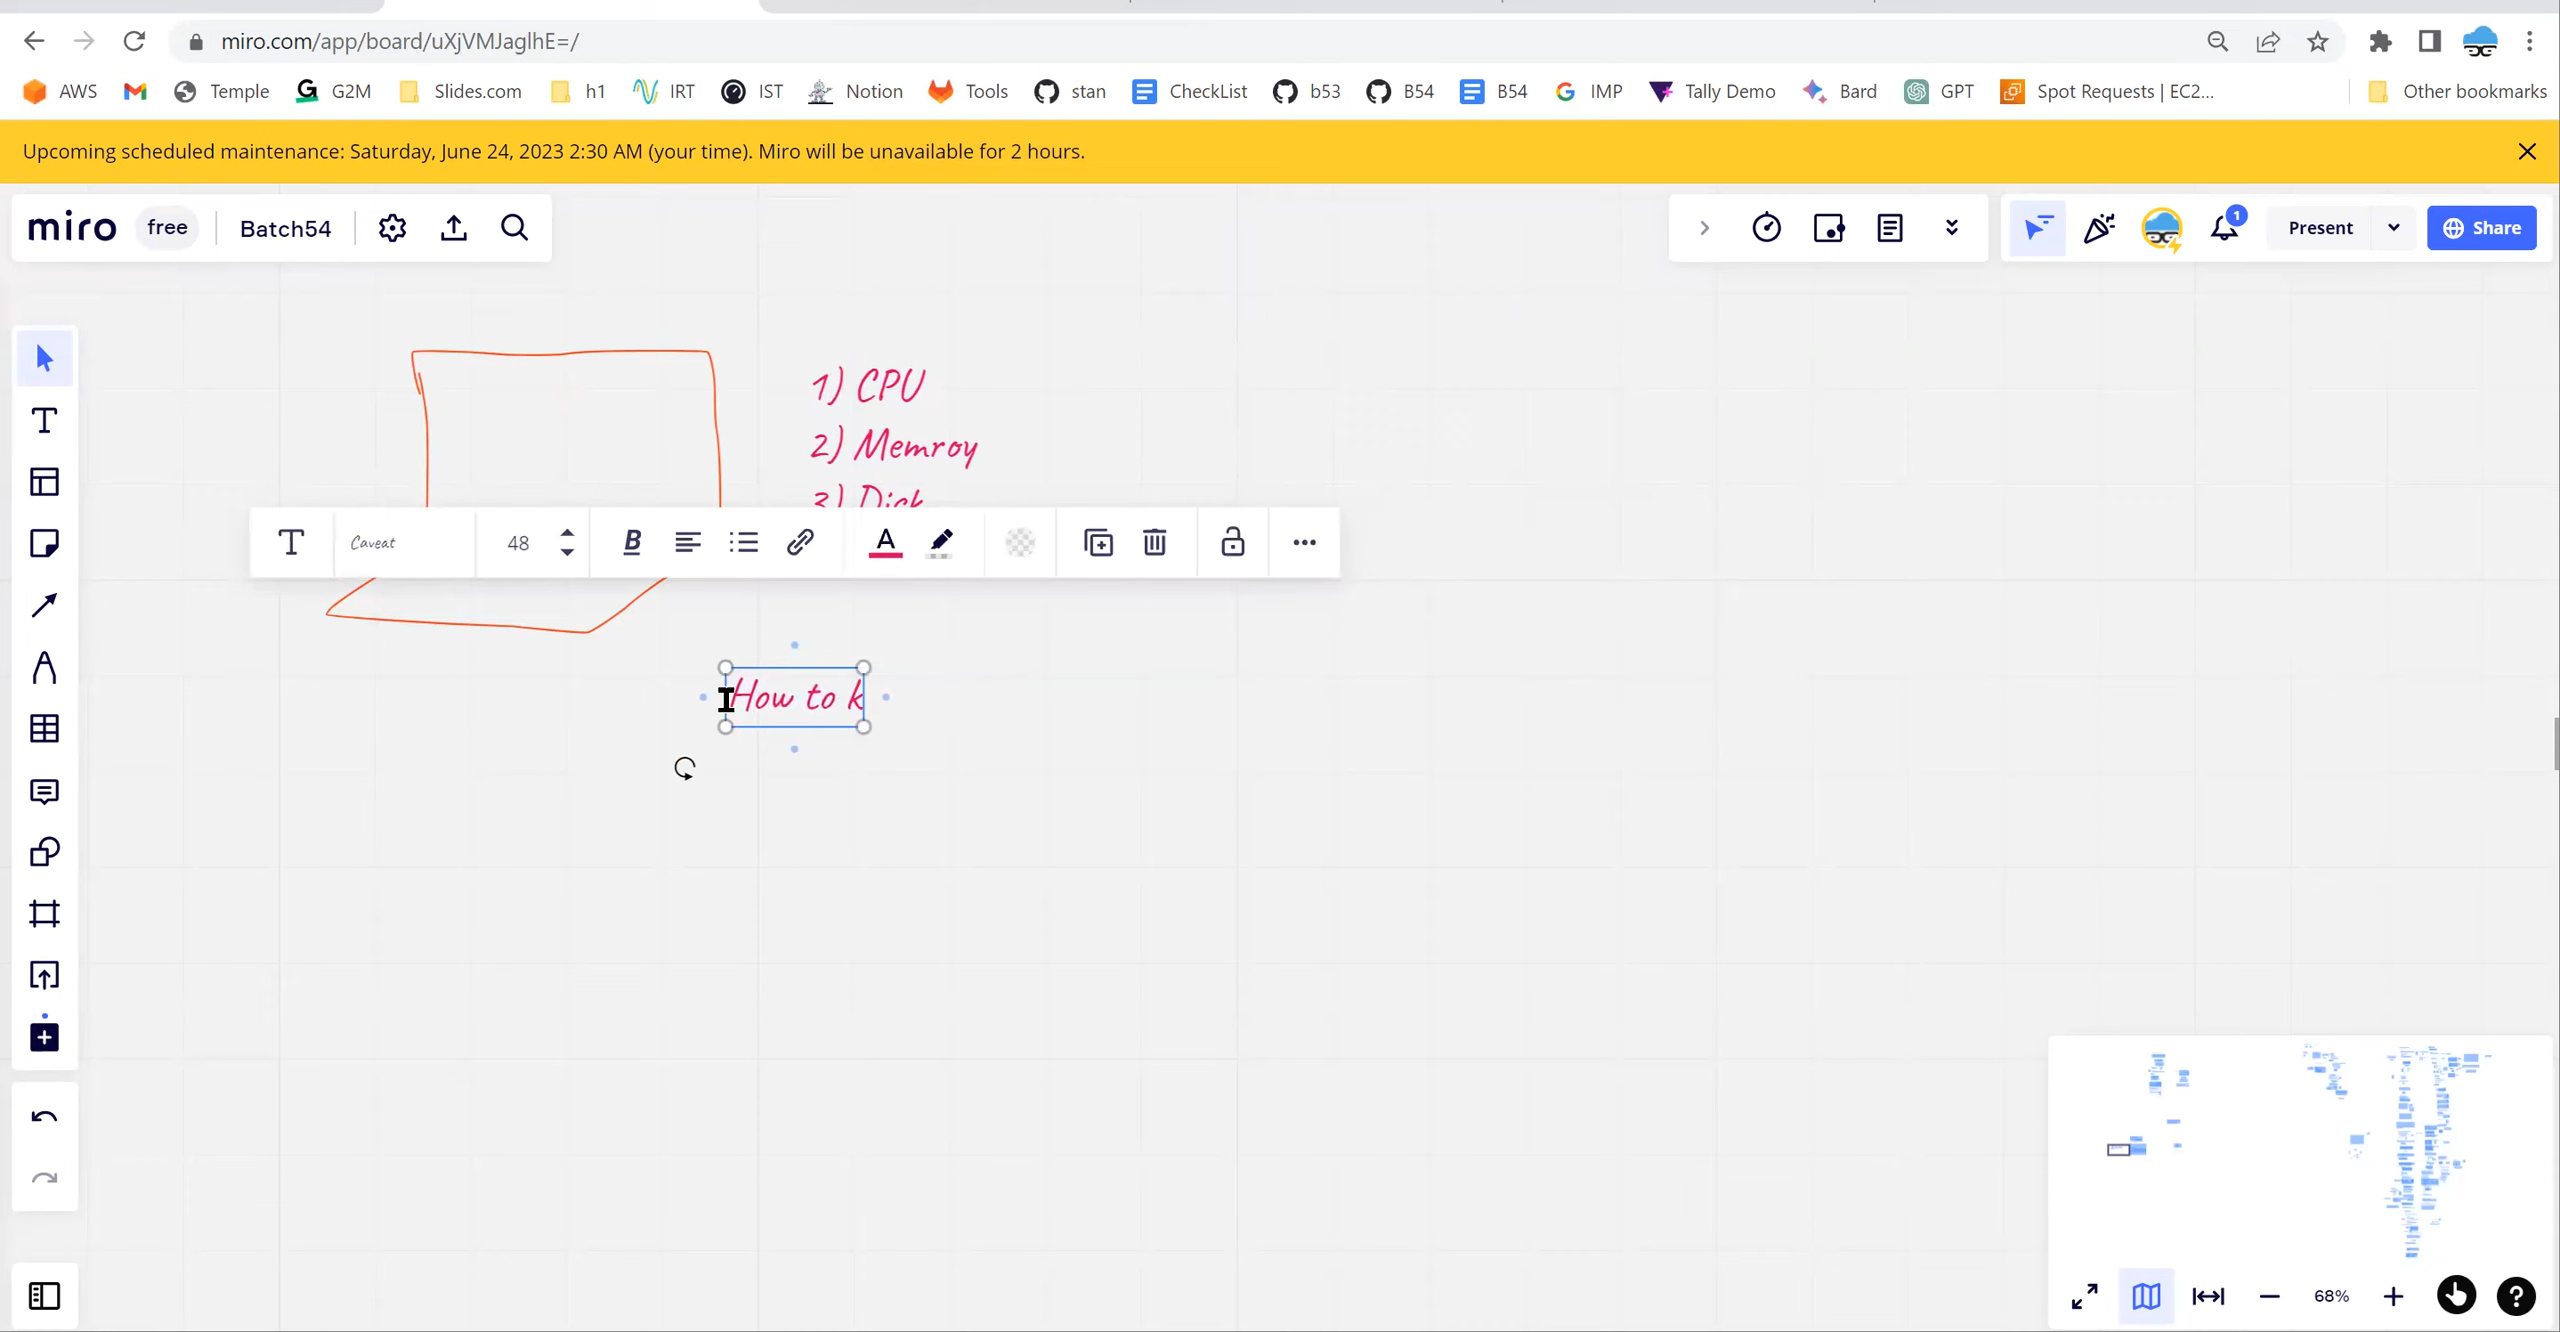 miro.com/app/board/uXjVMJaglhE=/
AWS
Temple
G2M
Slides.com
h1
IRT
IST
Notion
Tools
stan
CheckList
b53
B54
B54
IMP
Tally Demo
Bard
GPT
Spot Requests | EC2...
Other bookmarks
Upcoming scheduled maintenance: Saturday, June 24, 2023 2:30 AM (your time). Miro will be unavailable for 2 hours.
miro
free
Batch54
1
Present
Share
1) CPU
2) Memroy
3) Disk
Caveat
48
B
A
How to k
68%